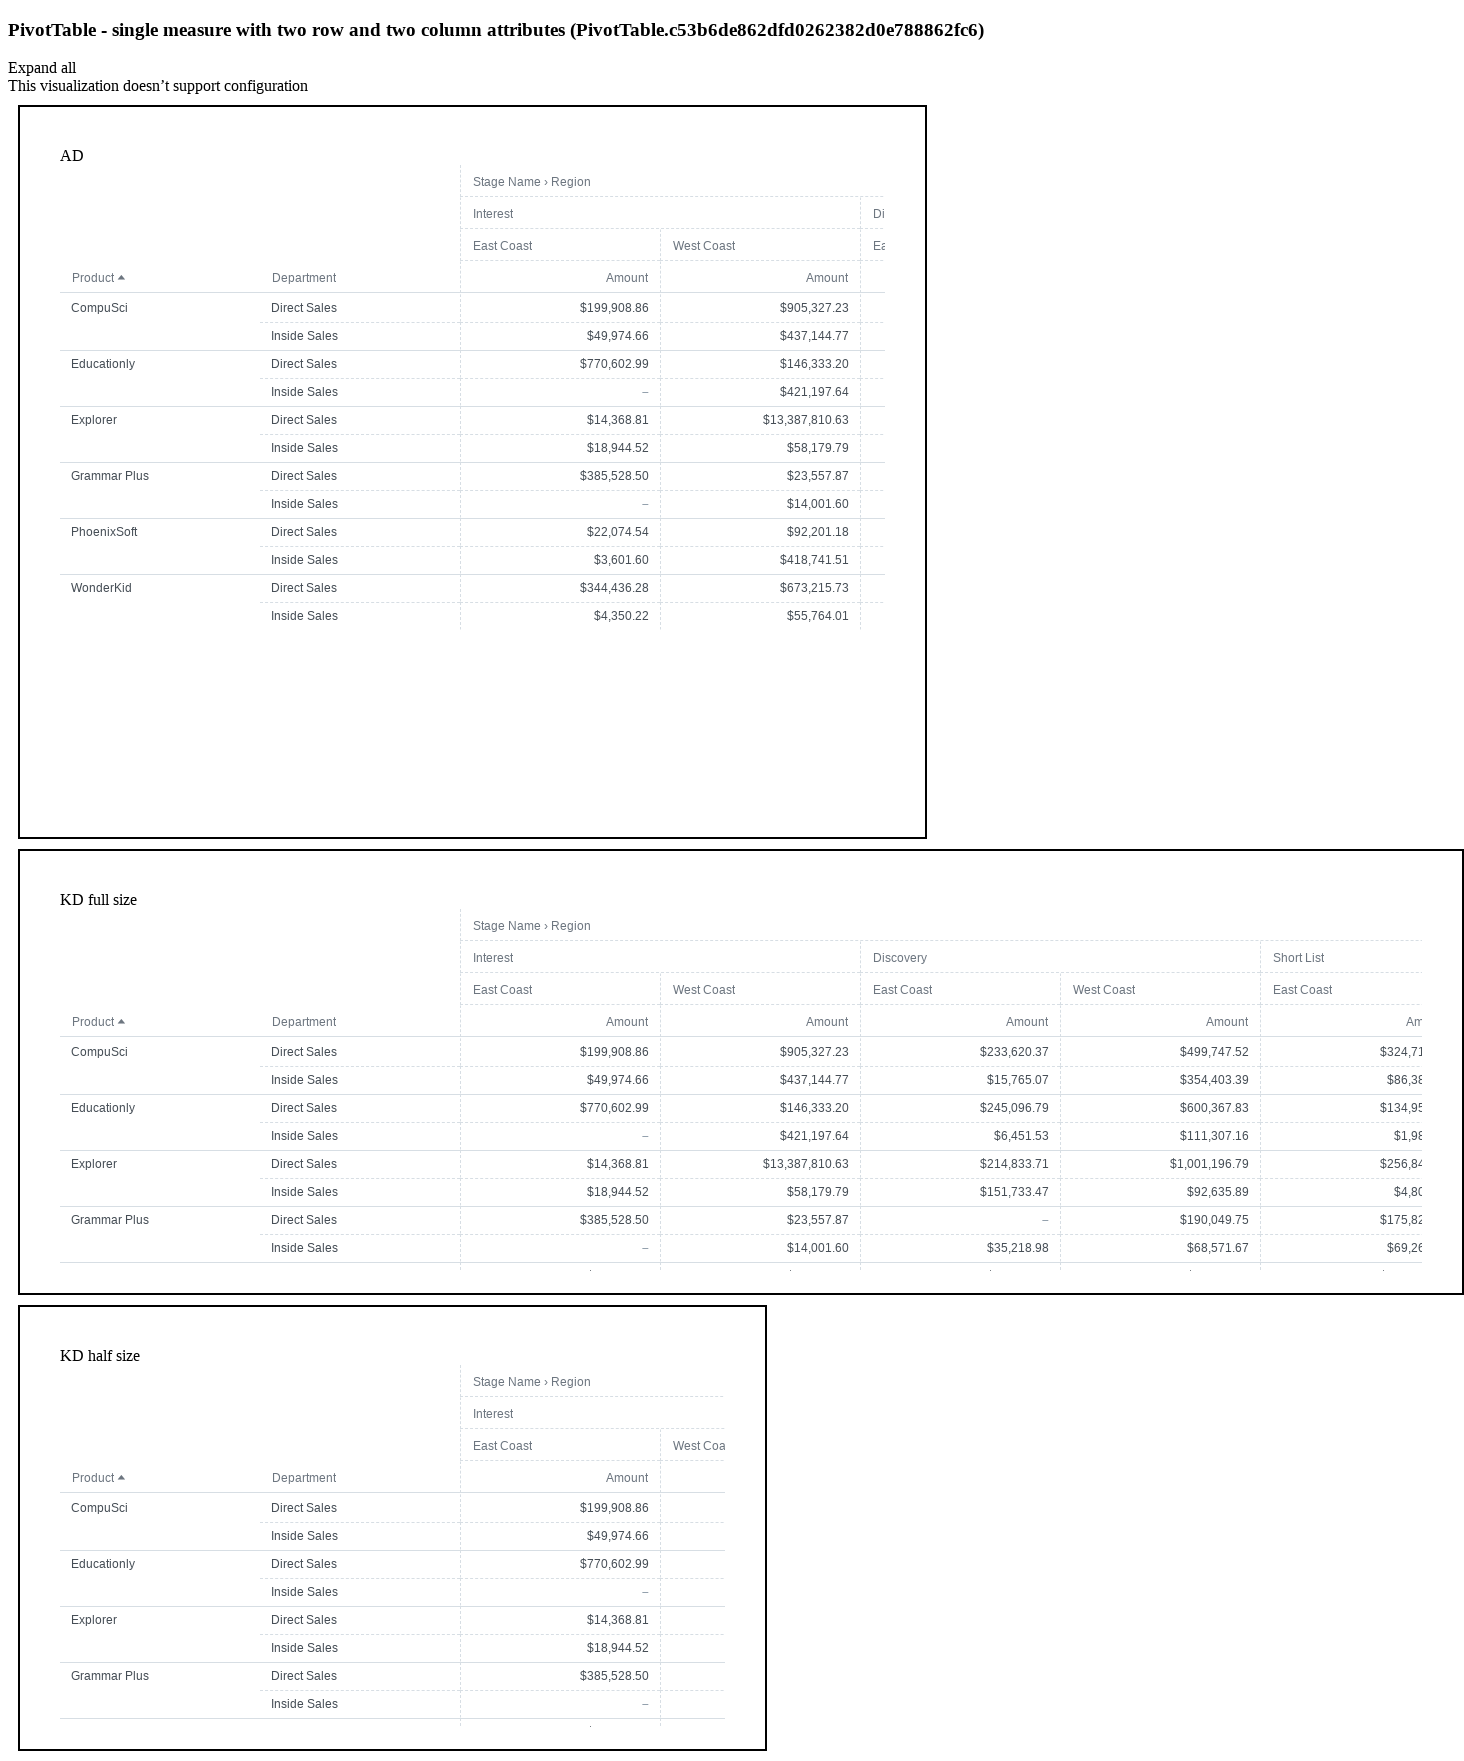 PivotTable - single measure with two row and two column attributes (PivotTable.c53b6de862dfd0262382d0e788862fc6)
Expand all
This visualization doesn’t support configuration
AD
Stage Name › Region
Interest Di
East Coast West Coast Ea
Product Department Amount Amount
CompuSci Direct Sales $199,908.86 $905,327.23
Inside Sales $49,974.66 $437,144.77
Educationly Direct Sales $770,602.99 $146,333.20
Inside Sales – $421,197.64
Explorer Direct Sales $14,368.81 $13,387,810.63
Inside Sales $18,944.52 $58,179.79
Grammar Plus Direct Sales $385,528.50 $23,557.87
Inside Sales – $14,001.60
PhoenixSoft Direct Sales $22,074.54 $92,201.18
Inside Sales $3,601.60 $418,741.51
WonderKid Direct Sales $344,436.28 $673,215.73
Inside Sales $4,350.22 $55,764.01
KD full size
Stage Name › Region
Interest Discovery Short List
East Coast West Coast East Coast West Coast East Coast
Product Department Amount Amount Amount Amount Am
CompuSci Direct Sales $199,908.86 $905,327.23 $233,620.37 $499,747.52 $324,71
Inside Sales $49,974.66 $437,144.77 $15,765.07 $354,403.39 $86,38
Educationly Direct Sales $770,602.99 $146,333.20 $245,096.79 $600,367.83 $134,95
Inside Sales – $421,197.64 $6,451.53 $111,307.16 $1,98
Explorer Direct Sales $14,368.81 $13,387,810.63 $214,833.71 $1,001,196.79 $256,84
Inside Sales $18,944.52 $58,179.79 $151,733.47 $92,635.89 $4,80
Grammar Plus Direct Sales $385,528.50 $23,557.87 – $190,049.75 $175,82
Inside Sales – $14,001.60 $35,218.98 $68,571.67 $69,26
KD half size
Stage Name › Region
Interest
East Coast West Coa
Product Department Amount
CompuSci Direct Sales $199,908.86
Inside Sales $49,974.66
Educationly Direct Sales $770,602.99
Inside Sales –
Explorer Direct Sales $14,368.81
Inside Sales $18,944.52
Grammar Plus Direct Sales $385,528.50
Inside Sales –